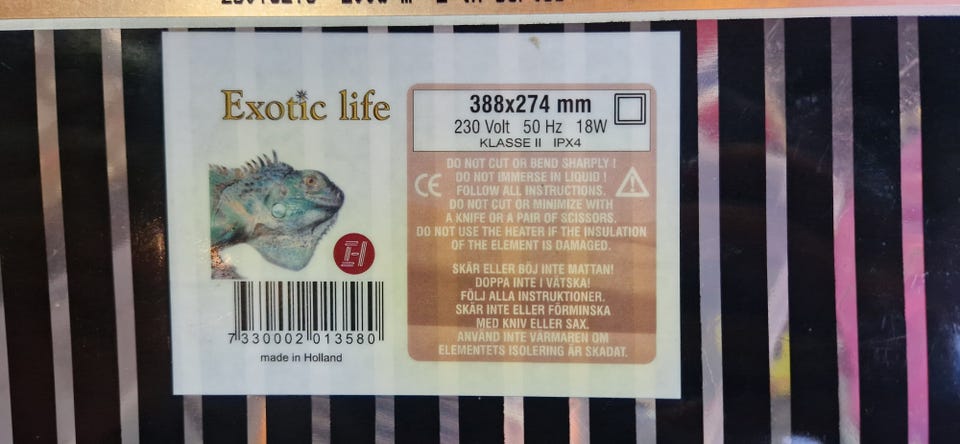 Exotic life
388x274 mm
230 Volt 50 Hz 18W
KLASSE II IPX4
DO NOT CUT OR BEND SHARPLY !
DO NOT IMMERSE IN LIQUID !
FOLLOW ALL INSTRUCTIONS.
DO NOT CUT OR MINIMIZE WITH
A KNIFE OR A PAIR OF SCISSORS.
DO NOT USE THE HEATER IF THE INSULATION
OF THE ELEMENT IS DAMAGED.
CE
SKÄR ELLER BÖJ INTE MATTAN!
DOPPA INTE I VÄTSKA!
FÖLJ ALLA INSTRUKTIONER.
SKÄR INTE ELLER FÖRMINSKA
MED KNIV ELLER SAX.
ANVÄND INTE VÄRMAREN OM
ELEMENTETS ISOLERING ÄR SKADAT.
7 330002 013580
made in Holland